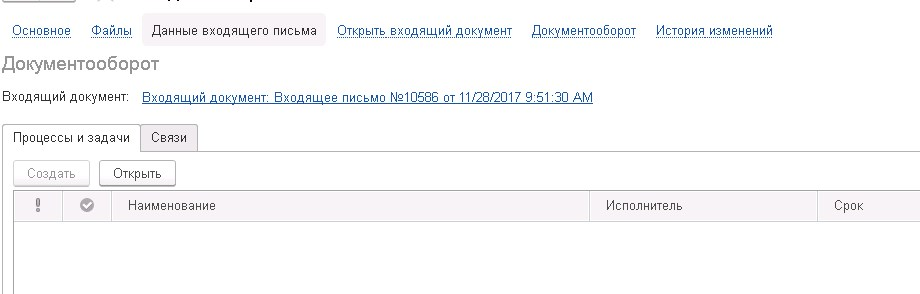 Основное Файлы Данные входящего письма Открыть входящий документ Документооборот История изменений
Документооборот
Входящий документ: Входящий документ: Входящее письмо №10586 от 11/28/2017 9:51:30 AM
Процессы и задачи Связи
Создать Открыть
Наименование Исполнитель Срок